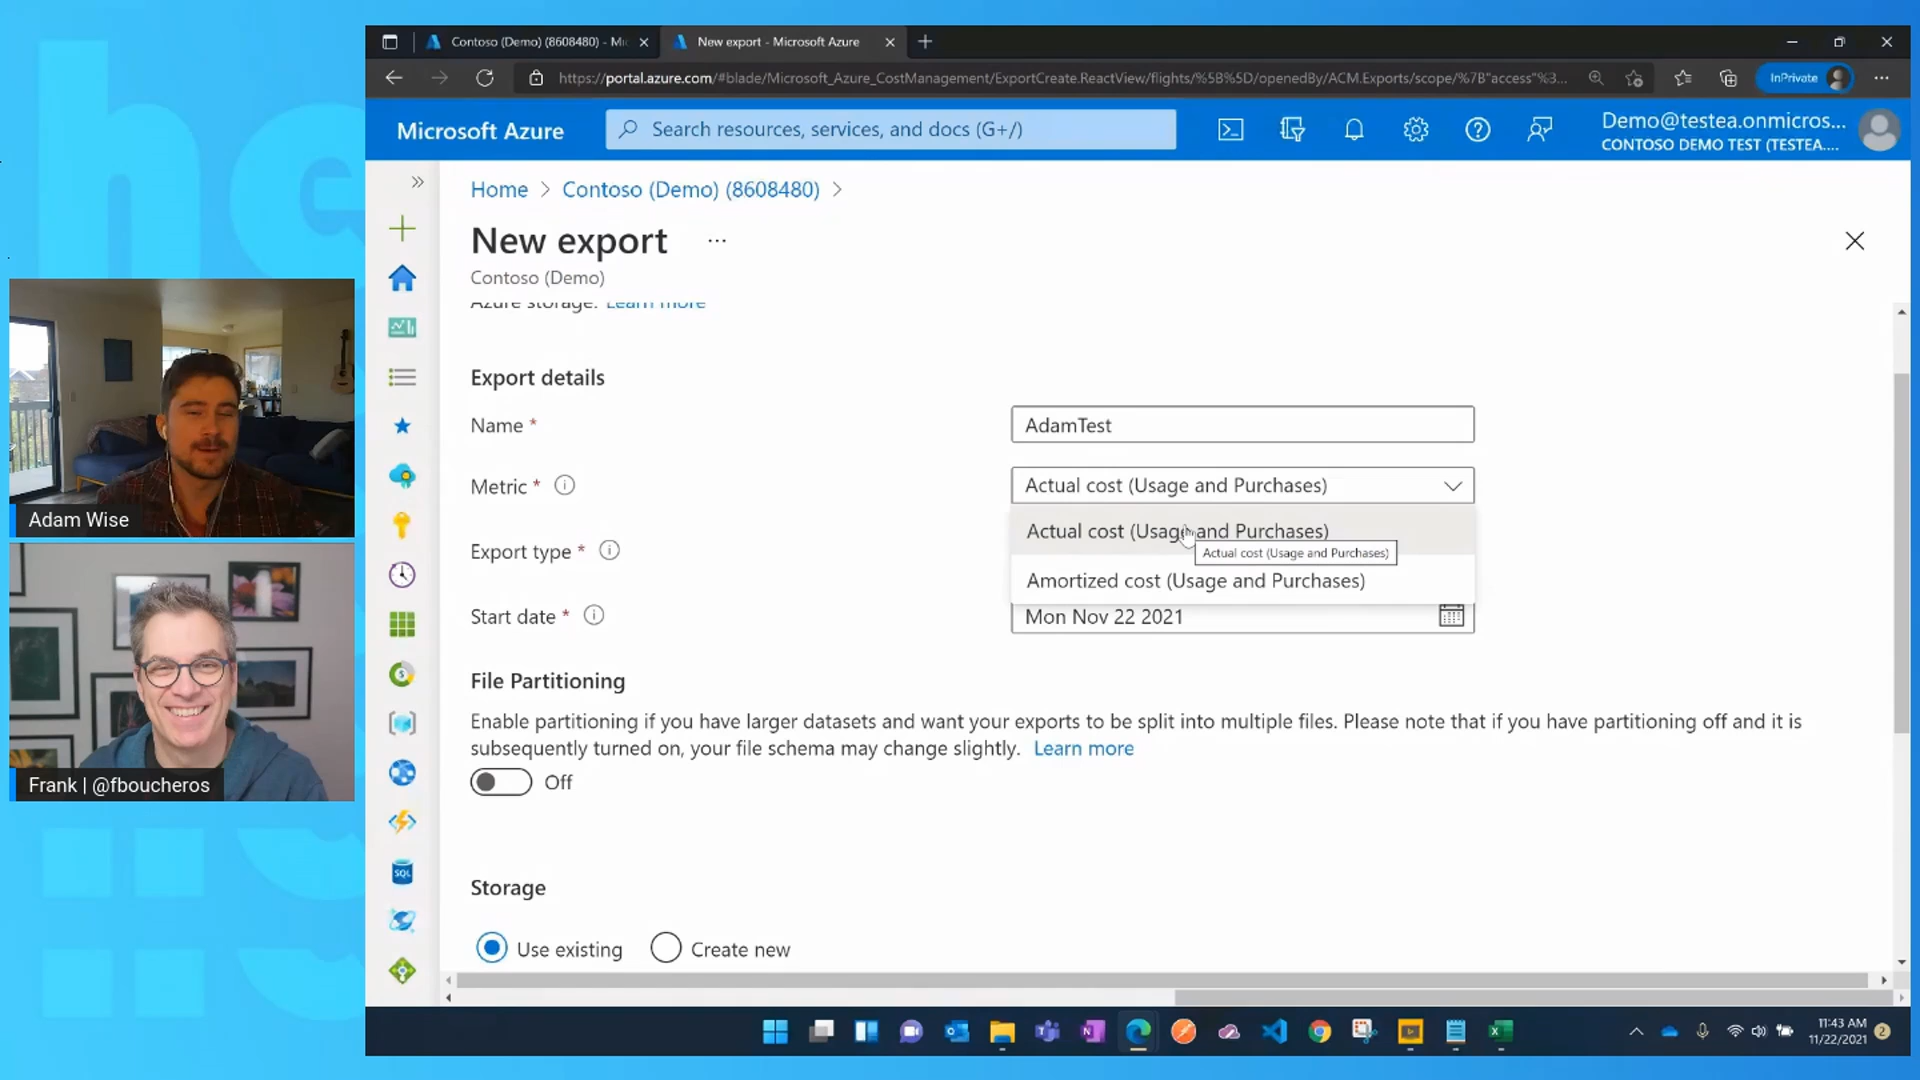 Contoso (Demo) (8608480) - Mi
New export - Microsoft Azure
https://portal.azure.com/#blade/Microsoft_Azure_CostManagement/ExportCreate.ReactView/flights/%5B%5D/openedBy/ACM.Exports/scope/%7B"access"%3...
InPrivate
Microsoft Azure
Search resources, services, and docs (G+/)
Demo@testea.onmicros...
CONTOSO DEMO TEST (TESTEA....
Home > Contoso (Demo) (8608480) >
New export ...
Contoso (Demo)
Azure storage. Learn more
Export details
Name *
AdamTest
Metric *
Actual cost (Usage and Purchases)
Actual cost (Usage and Purchases)
Actual cost (Usage and Purchases)
Export type *
Amortized cost (Usage and Purchases)
Start date *
Mon Nov 22 2021
File Partitioning
Enable partitioning if you have larger datasets and want your exports to be split into multiple files. Please note that if you have partitioning off and it is
subsequently turned on, your file schema may change slightly. Learn more
Off
Storage
Use existing
Create new
Adam Wise
Frank | @fboucheros
SQL
11:43 AM
11/22/2021
2